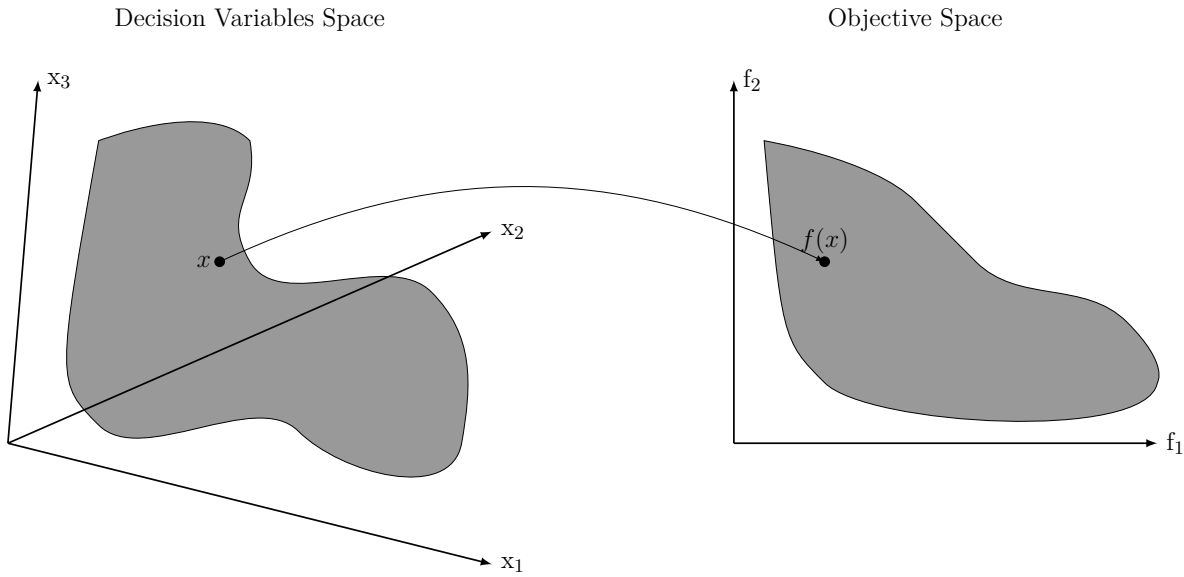 Decision Variables Space
Objective Space
x3
f2
x2
x
f(x)
f1
x1